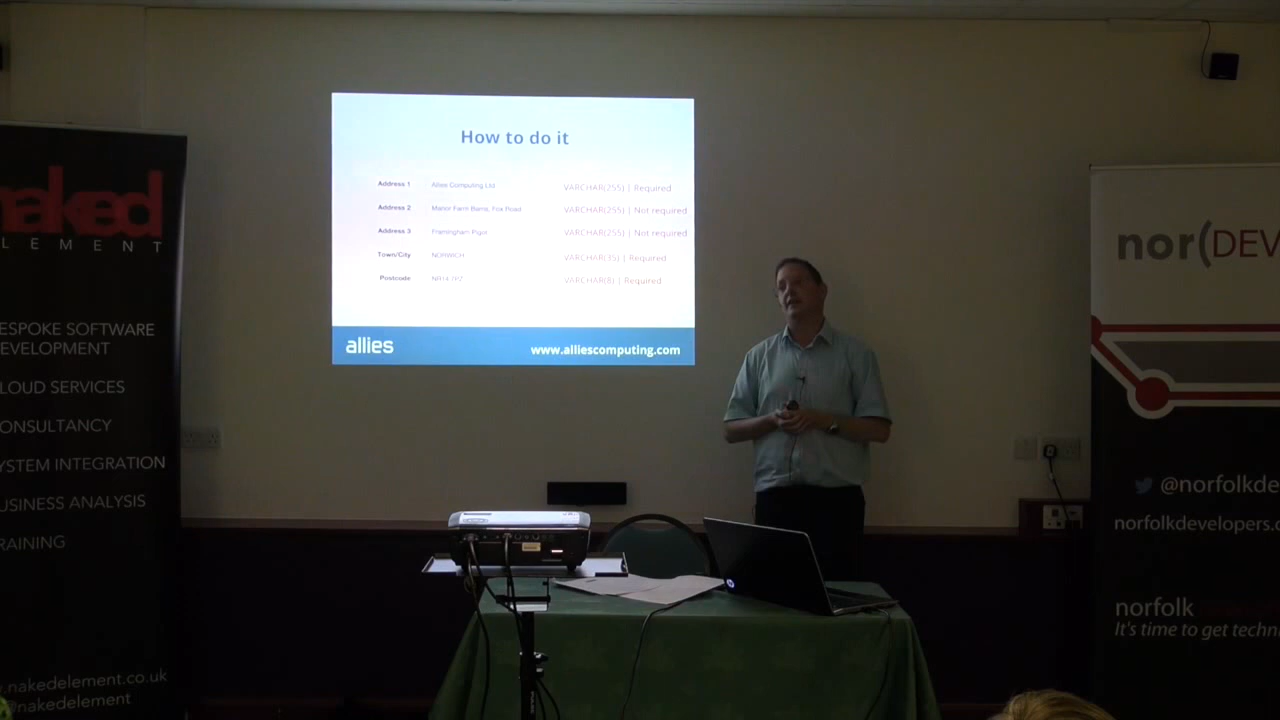 naked
ELEMENT
ESPOKE SOFTWARE
EVELOPMENT
LOUD SERVICES
ONSULTANCY
YSTEM INTEGRATION
USINESS ANALYSIS
RAINING
.nakedelement.co.uk
@nakedelement
How to do it
Address 1 Allies Computing Ltd VARCHAR(255) | Required
Address 2 Manor Farm Barns, Fox Road VARCHAR(255) | Not required
Address 3 Framingham Pigot VARCHAR(255) | Not required
Town/City NORWICH VARCHAR(35) | Required
Postcode NR14 7PZ VARCHAR(8) | Required
allies
www.alliescomputing.com
nor(DEV
@norfolkde
norfolkdevelopers.c
norfolk
It's time to get techn